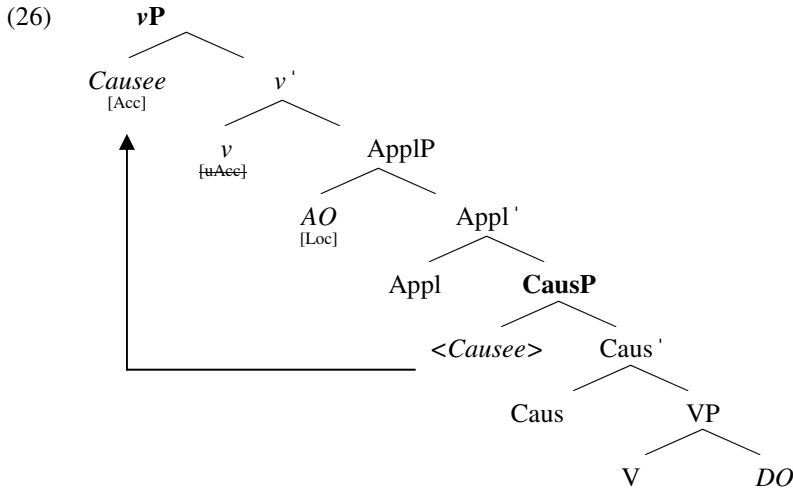 (26) vP
Causee v'
[Acc]
v ApplP
[uAcc]
AO Appl'
[Loc]
Appl CausP
<Causee> Caus'
Caus VP
V DO